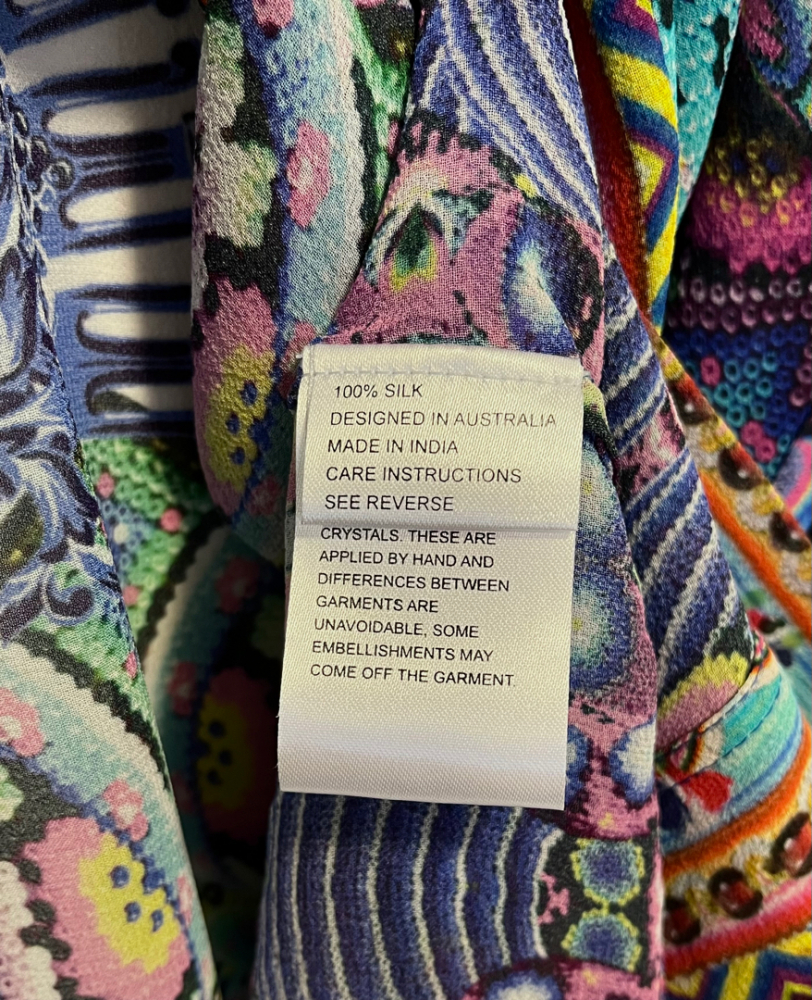 100% SILK
DESIGNED IN AUSTRALIA
MADE IN INDIA
CARE INSTRUCTIONS
SEE REVERSE
CRYSTALS. THESE ARE
APPLIED BY HAND AND
DIFFERENCES BETWEEN
GARMENTS ARE
UNAVOIDABLE, SOME
EMBELLISHMENTS MAY
COME OFF THE GARMENT.